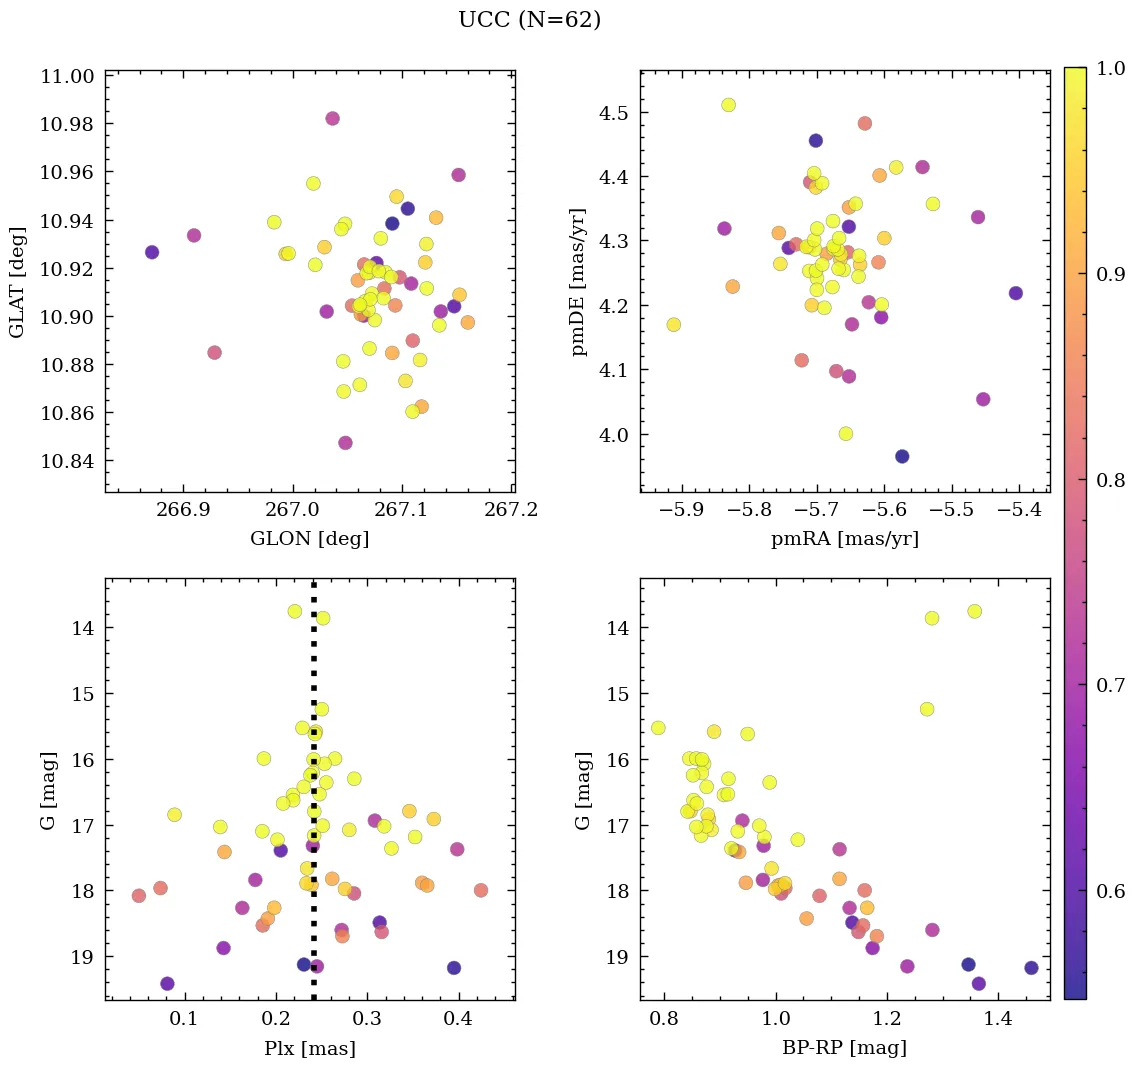 UCC (N=62)
11.00
10.98
10.96
10.94
10.92
10.90
10.88
10.86
10.84
GLAT [deg]
266.9 267.0 267.1 267.2
GLON [deg]
4.5
4.4
4.3
4.2
4.1
4.0
pmDE [mas/yr]
−5.9 −5.8 −5.7 −5.6 −5.5 −5.4
pmRA [mas/yr]
1.0
0.9
0.8
0.7
0.6
14
15
16
17
18
19
G [mag]
0.1 0.2 0.3 0.4
Plx [mas]
14
15
16
17
18
19
G [mag]
0.8 1.0 1.2 1.4
BP-RP [mag]